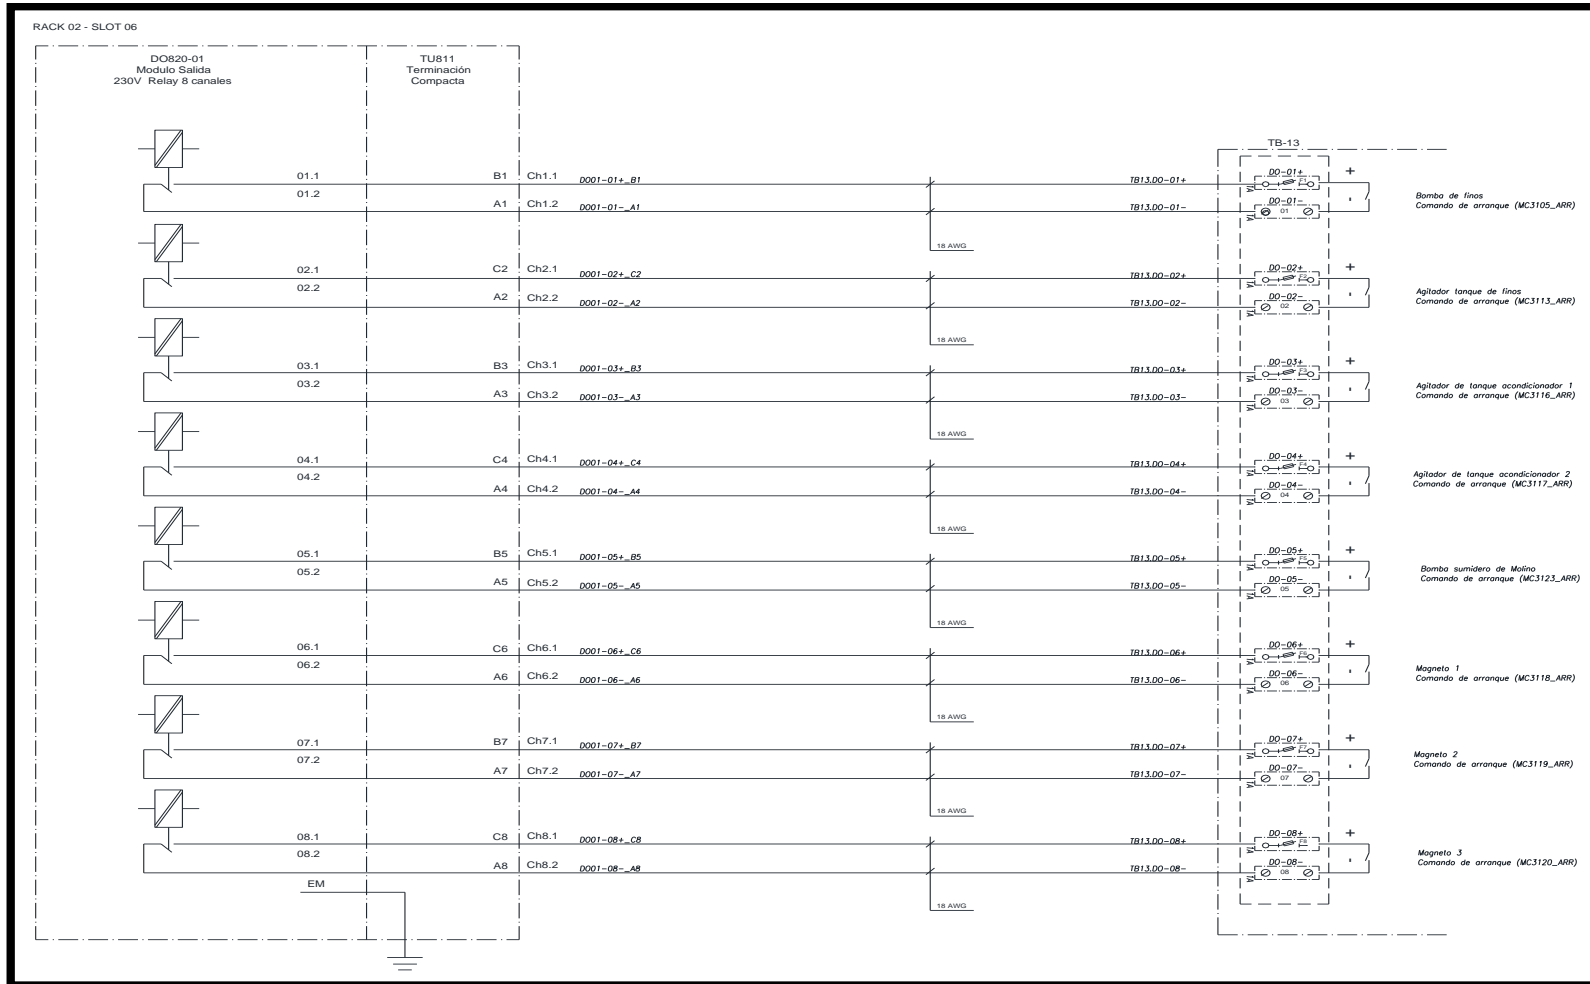 RACK 02 - SLOT 06
DO820-01
Modulo Salida
230V Relay 8 canales
TU811
Terminación
Compacta
TB-13
01.1
B1 Ch1.1
DO01-01+_B1
TB13.DO-01+
DO-01+
F1
+
01.2
A1 Ch1.2
DO01-01-_A1
TB13.DO-01-
DO-01-
01
-
1A
18 AWG
Bomba de finos
Comando de arranque (MC3105_ARR)
02.1
C2 Ch2.1
DO01-02+_C2
TB13.DO-02+
DO-02+
F2
+
02.2
A2 Ch2.2
DO01-02-_A2
TB13.DO-02-
DO-02-
02
-
1A
18 AWG
Agitador tanque de finos
Comando de arranque (MC3113_ARR)
03.1
B3 Ch3.1
DO01-03+_B3
TB13.DO-03+
DO-03+
F3
+
03.2
A3 Ch3.2
DO01-03-_A3
TB13.DO-03-
DO-03-
03
-
1A
18 AWG
Agitador de tanque acondicionador 1
Comando de arranque (MC3116_ARR)
04.1
C4 Ch4.1
DO01-04+_C4
TB13.DO-04+
DO-04+
F4
+
04.2
A4 Ch4.2
DO01-04-_A4
TB13.DO-04-
DO-04-
04
-
1A
18 AWG
Agitador de tanque acondicionador 2
Comando de arranque (MC3117_ARR)
05.1
B5 Ch5.1
DO01-05+_B5
TB13.DO-05+
DO-05+
F5
+
05.2
A5 Ch5.2
DO01-05-_A5
TB13.DO-05-
DO-05-
05
-
1A
18 AWG
Bomba sumidero de Molino
Comando de arranque (MC3123_ARR)
06.1
C6 Ch6.1
DO01-06+_C6
TB13.DO-06+
DO-06+
F6
+
06.2
A6 Ch6.2
DO01-06-_A6
TB13.DO-06-
DO-06-
06
-
1A
18 AWG
Magneto 1
Comando de arranque (MC3118_ARR)
07.1
B7 Ch7.1
DO01-07+_B7
TB13.DO-07+
DO-07+
F7
+
07.2
A7 Ch7.2
DO01-07-_A7
TB13.DO-07-
DO-07-
07
-
1A
18 AWG
Magneto 2
Comando de arranque (MC3119_ARR)
08.1
C8 Ch8.1
DO01-08+_C8
TB13.DO-08+
DO-08+
F8
+
08.2
A8 Ch8.2
DO01-08-_A8
TB13.DO-08-
DO-08-
08
-
1A
18 AWG
Magneto 3
Comando de arranque (MC3120_ARR)
EM